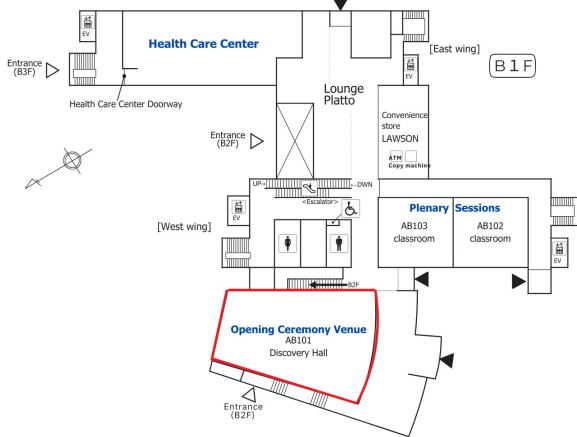 EV
Health Care Center
[East wing]
B1F
Entrance
(B3F)
EV
Health Care Center Doorway
Lounge
Platto
Convenience
store
LAWSON
Entrance
(B2F)
ATM
Copy machine
UP→
←DWN
<Escalator>
EV
[West wing]
Plenary Sessions
AB103
classroom
AB102
classroom
EV
B2F
Opening Ceremony Venue
AB101
Discovery Hall
Entrance
(B2F)